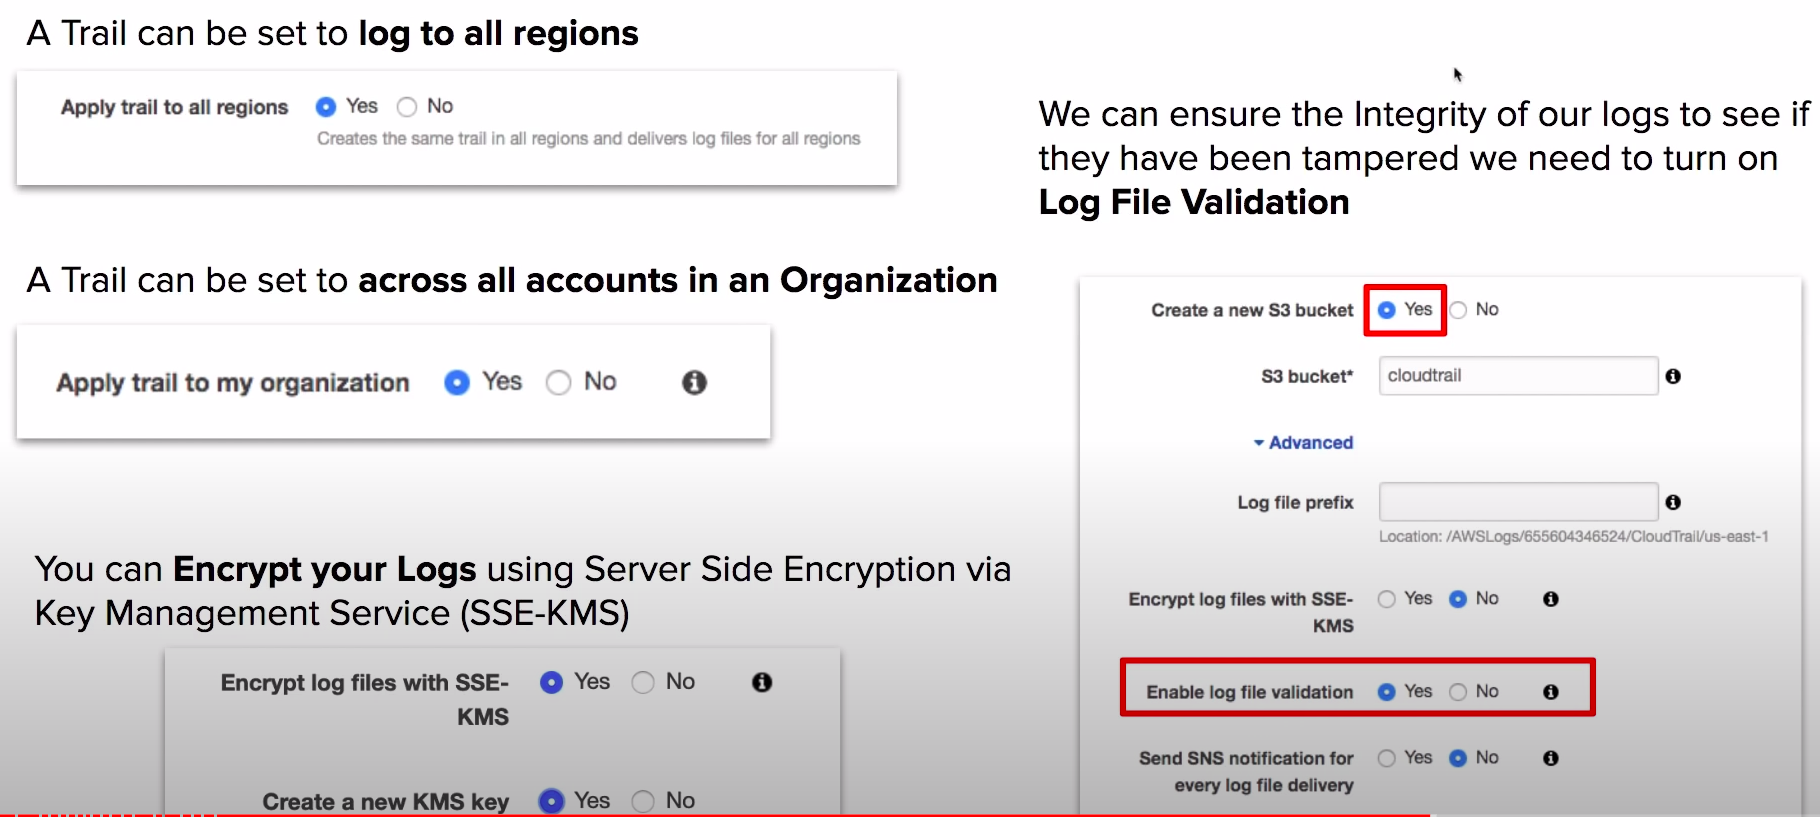 A Trail can be set to log to all regions
Apply trail to all regions Yes No
Creates the same trail in all regions and delivers log files for all regions
A Trail can be set to across all accounts in an Organization
Apply trail to my organization Yes No
You can Encrypt your Logs using Server Side Encryption via
Key Management Service (SSE-KMS)
Encrypt log files with SSE-
KMS
Yes No
Create a new KMS key Yes No
We can ensure the Integrity of our logs to see if
they have been tampered we need to turn on
Log File Validation
Create a new S3 bucket Yes No
S3 bucket* cloudtrail
Advanced
Log file prefix
Location: /AWSLogs/655604346524/CloudTrail/us-east-1
Encrypt log files with SSE-
KMS
Yes No
Enable log file validation Yes No
Send SNS notification for
every log file delivery
Yes No